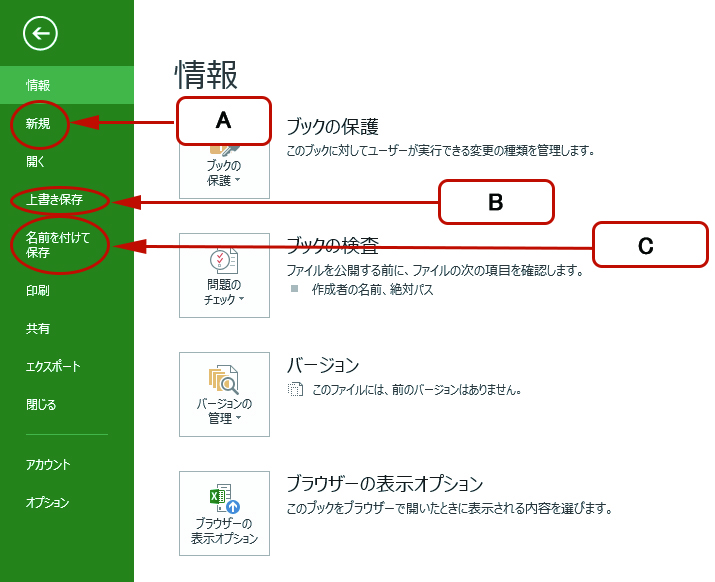 情報
新規
開く
上書き保存
名前を付けて
保存
印刷
共有
エクスポート
閉じる
アカウント
オプション
情報
A
B
C
ブックの
保護
ブックの保護
このブックに対してユーザーが実行できる変更の種類を管理します。
問題の
チェック
ブックの検査
ファイルを公開する前に、ファイルの次の項目を確認します。
作成者の名前、絶対パス
バージョンの
管理
バージョン
このファイルには、前のバージョンはありません。
ブラウザーの
表示オプション
ブラウザーの表示オプション
このブックをブラウザーで開いたときに表示される内容を選びます。